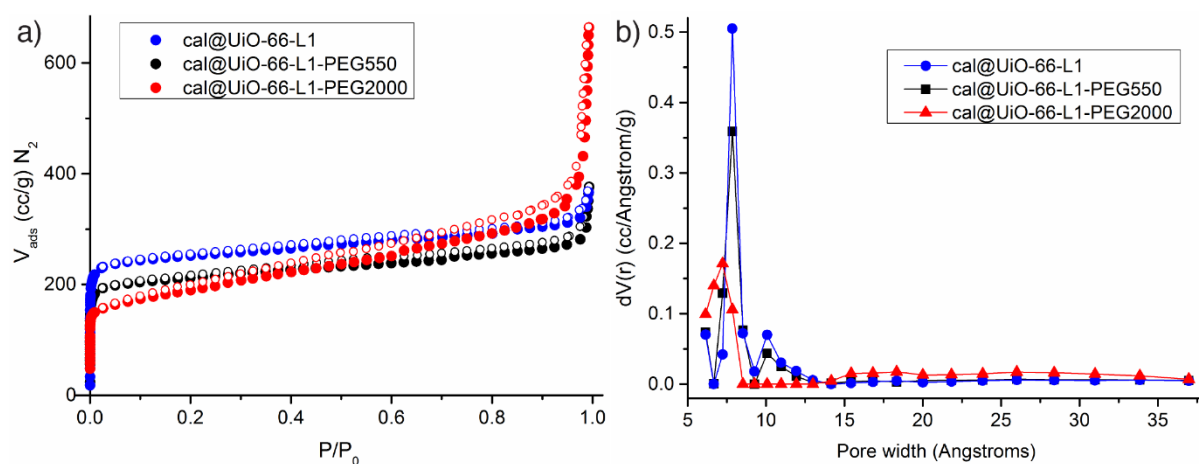 a)
cal@UiO-66-L1
cal@UiO-66-L1-PEG550
cal@UiO-66-L1-PEG2000
600
400
200
0
V ads (cc/g) N2
0.0 0.2 0.4 0.6 0.8 1.0
P/P0
b)
cal@UiO-66-L1
cal@UiO-66-L1-PEG550
cal@UiO-66-L1-PEG2000
0.5
0.4
0.3
0.2
0.1
0.0
dV(r) (cc/Angstrom/g)
5 10 15 20 25 30 35
Pore width (Angstroms)